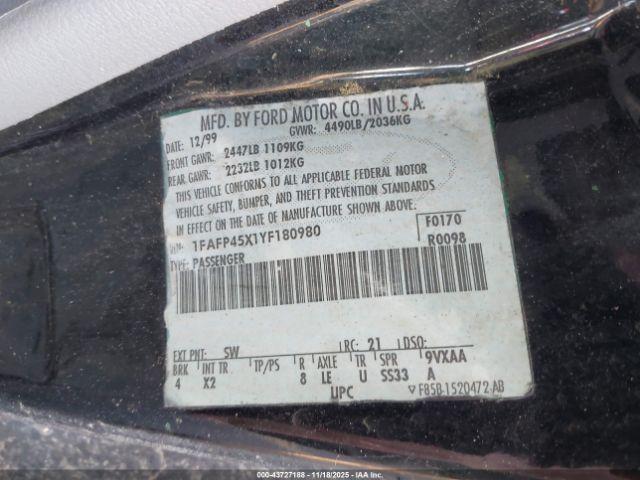 MFD. BY FORD MOTOR CO. IN U.S.A.
DATE: 12/99 GVWR: 4490LB/2036KG
FRONT GAWR: 2447LB 1109KG
REAR GAWR: 2232LB 1012KG
THIS VEHICLE CONFORMS TO ALL APPLICABLE FEDERAL MOTOR
VEHICLE SAFETY, BUMPER, AND THEFT PREVENTION STANDARDS
IN EFFECT ON THE DATE OF MANUFACTURE SHOWN ABOVE.
VIN: 1FAFP45X1YF180980 F0170
TYPE: PASSENGER R0098
EXT PNT: SW RC: 21 DSO:
BRK INT TR TP/PS R AXLE TR SPR 9VXAA
4 X2 8 LE U SS33 A
UPC ▽ F85B-1520472-AB
000-43727188 - 11/18/2025 - IAAI.com